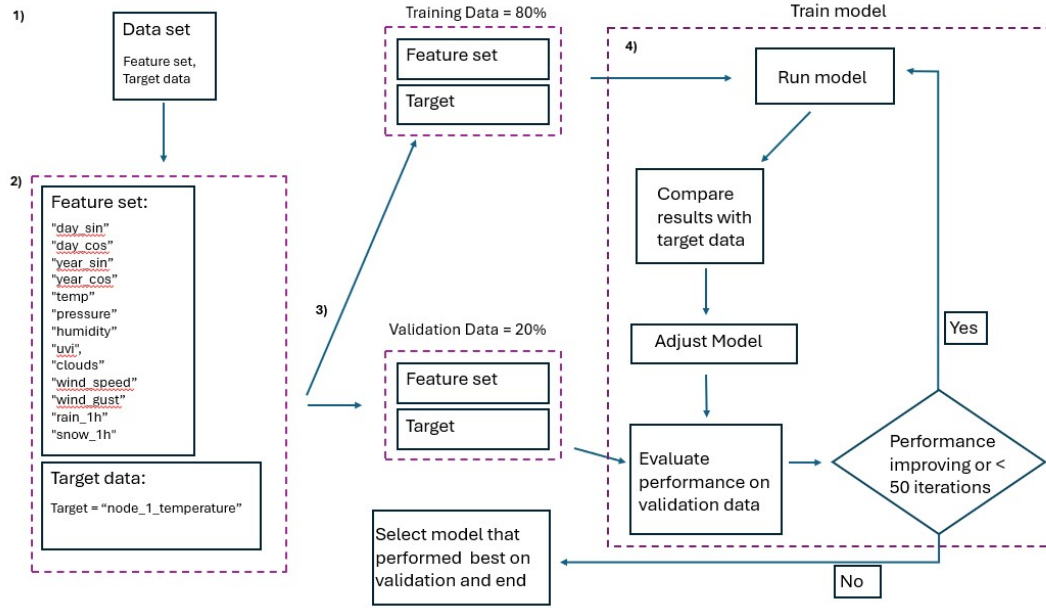 1)
Data set
Feature set,
Target data
2)
Feature set:
"day_sin”
"day_cos”
"year_sin”
"year_cos”
"temp”
"pressure”
"humidity”
"uvi",
"clouds”
"wind_speed”
"wind_gust”
"rain_1h”
"snow_1h"
Target data:
Target = “node_1_temperature”
3)
Training Data = 80%
Feature set
Target
Validation Data = 20%
Feature set
Target
Train model
4)
Run model
Compare
results with
target data
Adjust Model
Evaluate
performance on
validation data
Performance
improving or <
50 iterations
Yes
No
Select model that
performed best on
validation and end